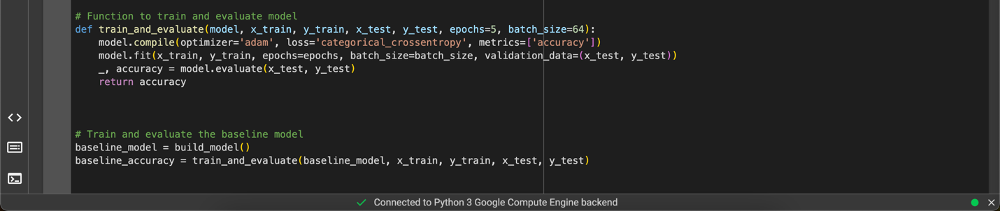 # Function to train and evaluate model
def train_and_evaluate(model, x_train, y_train, x_test, y_test, epochs=5, batch_size=64):
    model.compile(optimizer='adam', loss='categorical_crossentropy', metrics=['accuracy'])
    model.fit(x_train, y_train, epochs=epochs, batch_size=batch_size, validation_data=(x_test, y_test))
    _, accuracy = model.evaluate(x_test, y_test)
    return accuracy
# Train and evaluate the baseline model
baseline_model = build_model()
baseline_accuracy = train_and_evaluate(baseline_model, x_train, y_train, x_test, y_test)
Connected to Python 3 Google Compute Engine backend